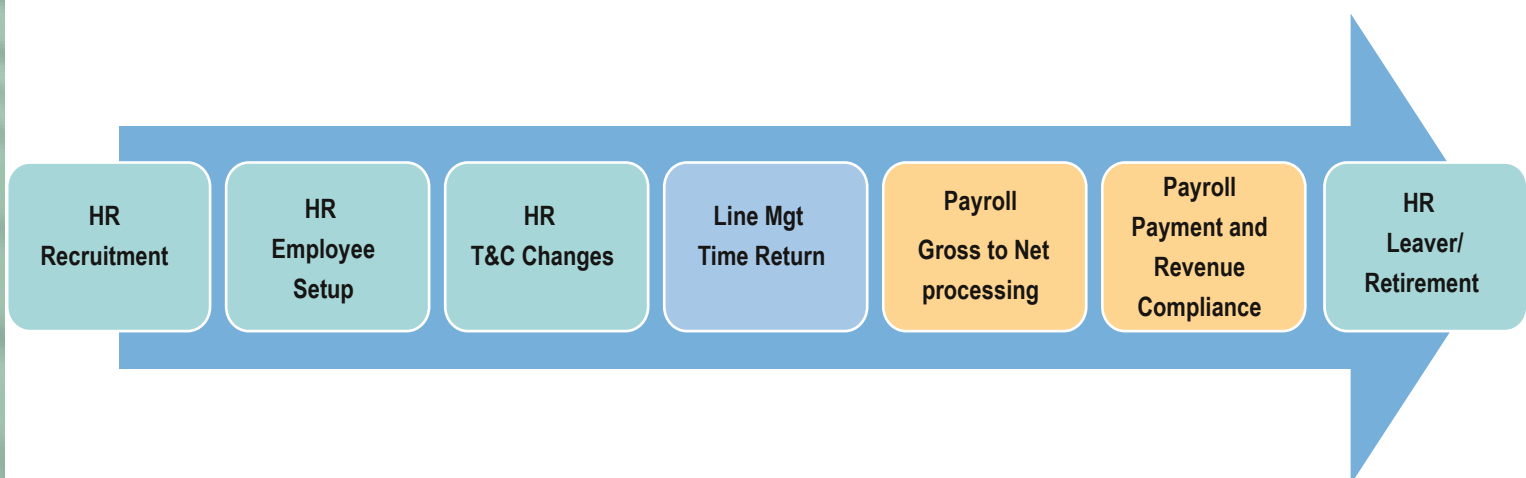 HR
Recruitment
HR
Employee
Setup
HR
T&C Changes
Line Mgt
Time Return
Payroll
Gross to Net
processing
Payroll
Payment and
Revenue
Compliance
HR
Leaver/
Retirement